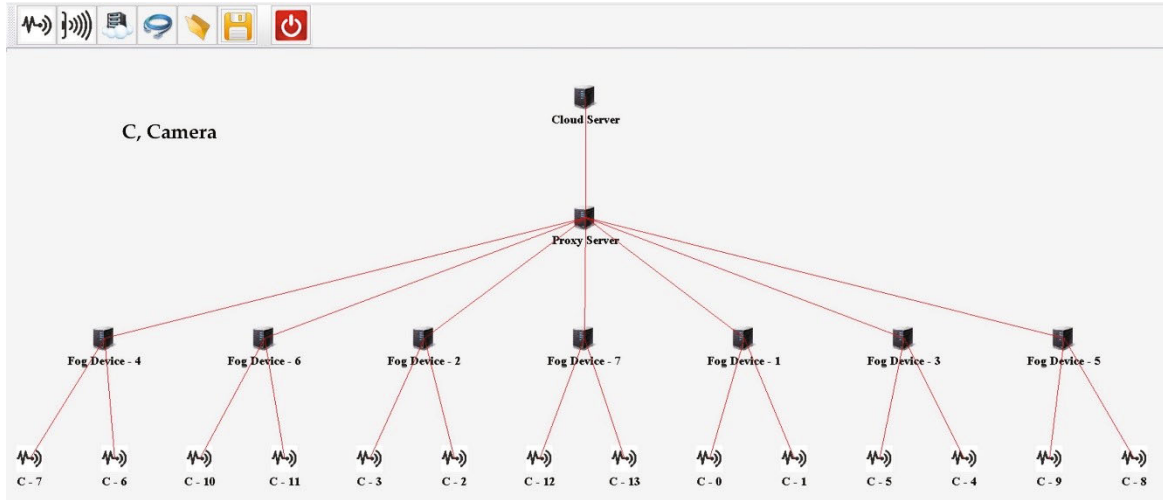 C, Camera
Cloud Server
Proxy Server
Fog Device - 4
Fog Device - 6
Fog Device - 2
Fog Device - 7
Fog Device - 1
Fog Device - 3
Fog Device - 5
C - 7
C - 6
C - 10
C - 11
C - 3
C - 2
C - 12
C - 13
C - 0
C - 1
C - 5
C - 4
C - 9
C - 8